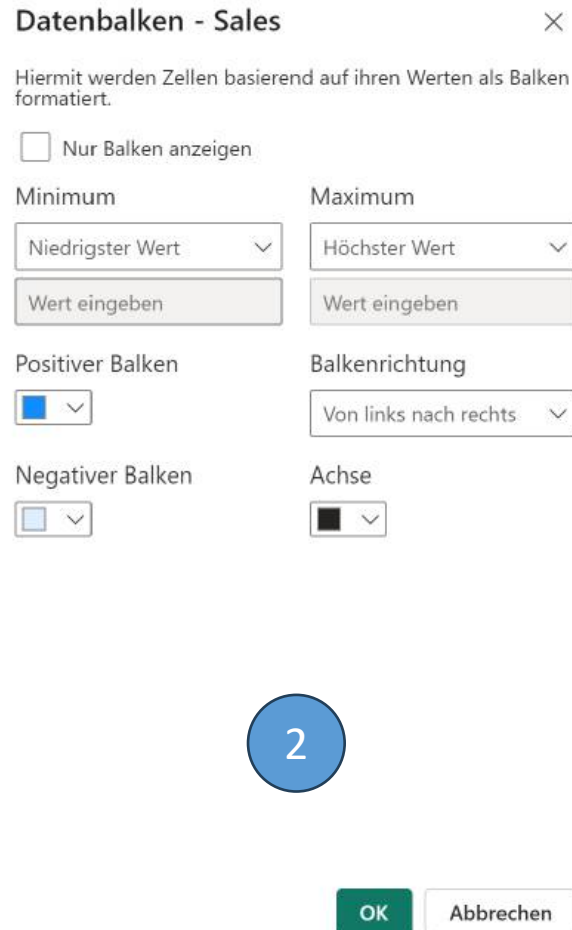 Datenbalken - Sales
Hiermit werden Zellen basierend auf ihren Werten als Balken
formatiert.
Nur Balken anzeigen
Minimum
Maximum
Niedrigster Wert
Höchster Wert
Wert eingeben
Wert eingeben
Positiver Balken
Balkenrichtung
Von links nach rechts
Negativer Balken
Achse
2
OK
Abbrechen